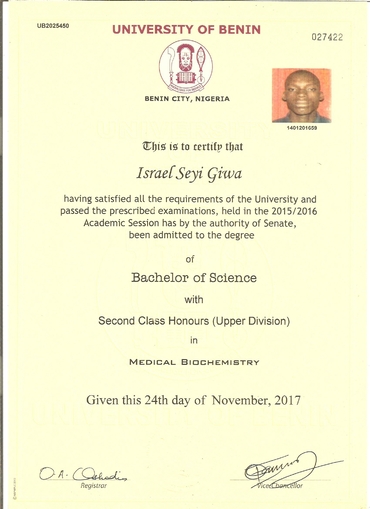 UB2025450
UNIVERSITY OF BENIN
027422
BENIN CITY, NIGERIA
1401201659
This is to certify that
Israel Seyi Giwa
having satisfied all the requirements of the University and
passed the prescribed examinations, held in the 2015/2016
Academic Session has by the authority of Senate,
been admitted to the degree
of
Bachelor of Science
with
Second Class Honours (Upper Division)
in
MEDICAL BIOCHEMISTRY
Given this 24th day of November, 2017
Registrar
Vice-Chancellor